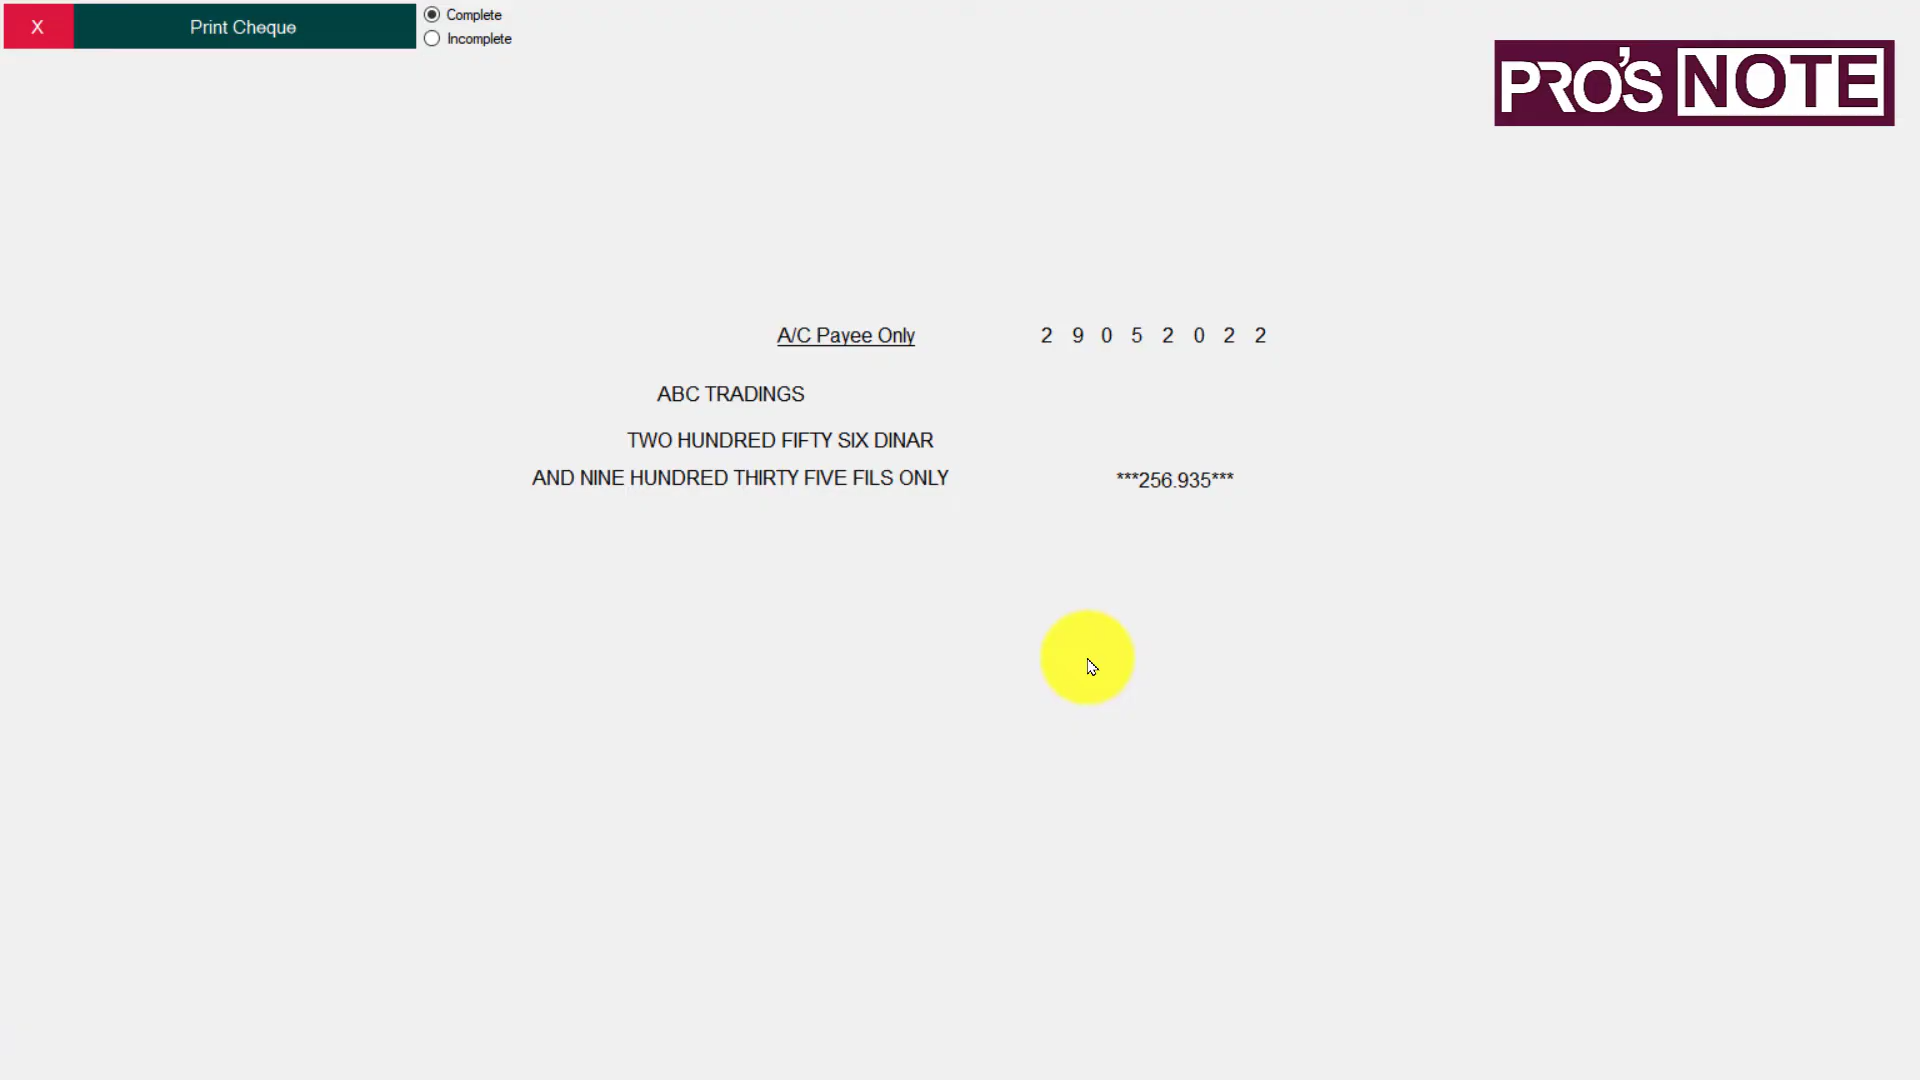 X Print Cheque Complete
Incomplete
PRO'S NOTE
A/C Payee Only 2 9 0 5 2 0 2 2
ABC TRADINGS
TWO HUNDRED FIFTY SIX DINAR
AND NINE HUNDRED THIRTY FIVE FILS ONLY ***256.935***